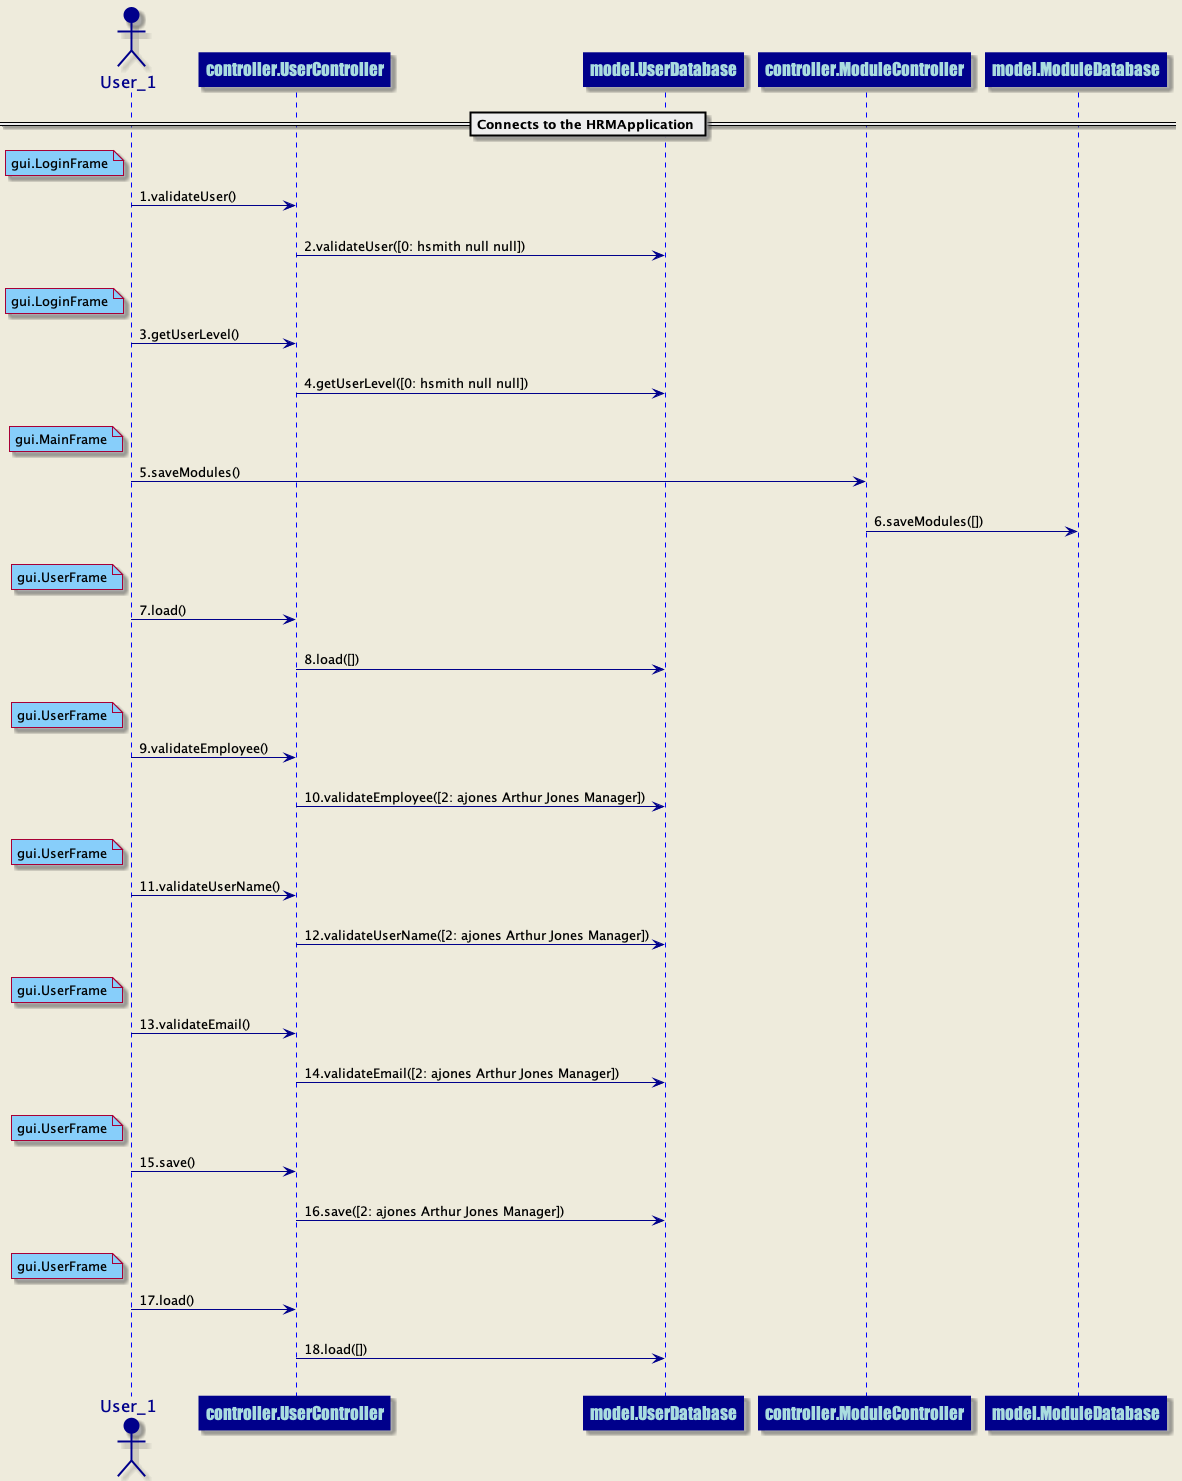 User_1
controller.UserController
model.UserDatabase
controller.ModuleController
model.ModuleDatabase
Connects to the HRMApplication
gui.LoginFrame
1.validateUser()
2.validateUser([0: hsmith null null])
gui.LoginFrame
3.getUserLevel()
4.getUserLevel([0: hsmith null null])
gui.MainFrame
5.saveModules()
6.saveModules([])
gui.UserFrame
7.load()
8.load([])
gui.UserFrame
9.validateEmployee()
10.validateEmployee([2: ajones Arthur Jones Manager])
gui.UserFrame
11.validateUserName()
12.validateUserName([2: ajones Arthur Jones Manager])
gui.UserFrame
13.validateEmail()
14.validateEmail([2: ajones Arthur Jones Manager])
gui.UserFrame
15.save()
16.save([2: ajones Arthur Jones Manager])
gui.UserFrame
17.load()
18.load([])
User_1
controller.UserController
model.UserDatabase
controller.ModuleController
model.ModuleDatabase